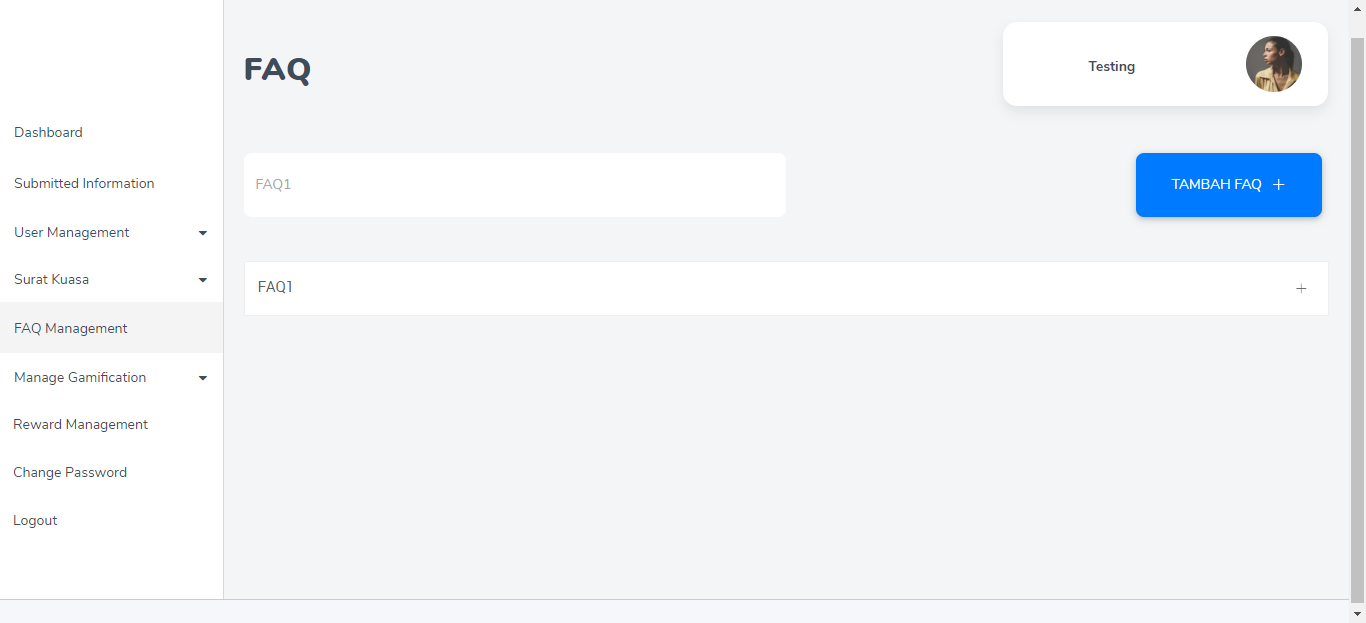 FAQ
Testing
Dashboard
Submitted Information
User Management
Surat Kuasa
FAQ Management
Manage Gamification
Reward Management
Change Password
Logout
FAQ1
TAMBAH FAQ +
FAQ1 +